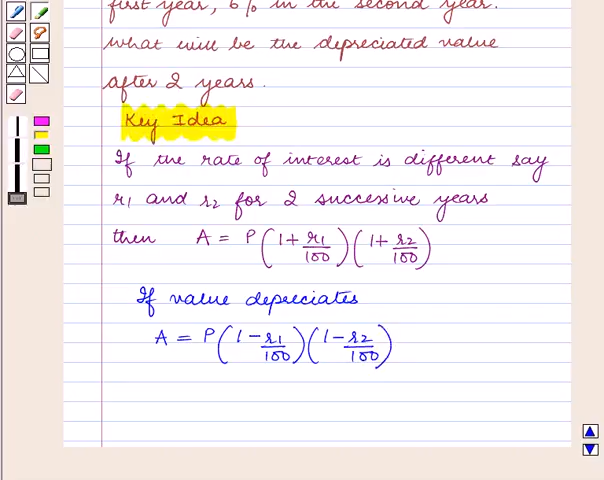 first year, 6% in the second year.
What will be the depreciated value
after 2 years.
Key Idea
If the rate of interest is different say
r1 and r2 for 2 successive years
then A = P(1+r1/100)(1+r2/100)
If value depreciates
A = P(1-r1/100)(1-r2/100)